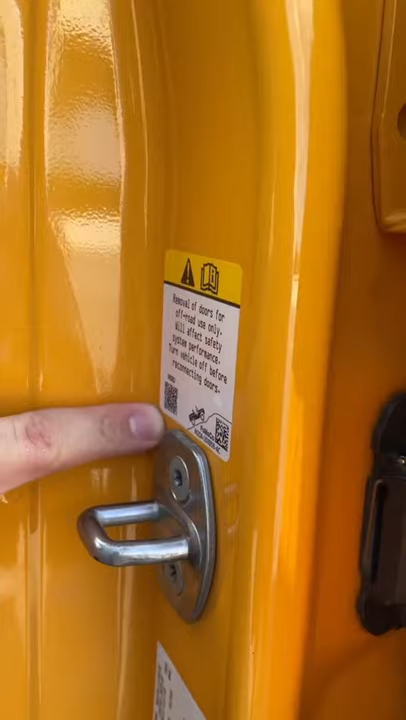 Removal of doors for
off-road use only.
Will affect safety
system performance.
Turn vehicle off before
reconnecting doors.